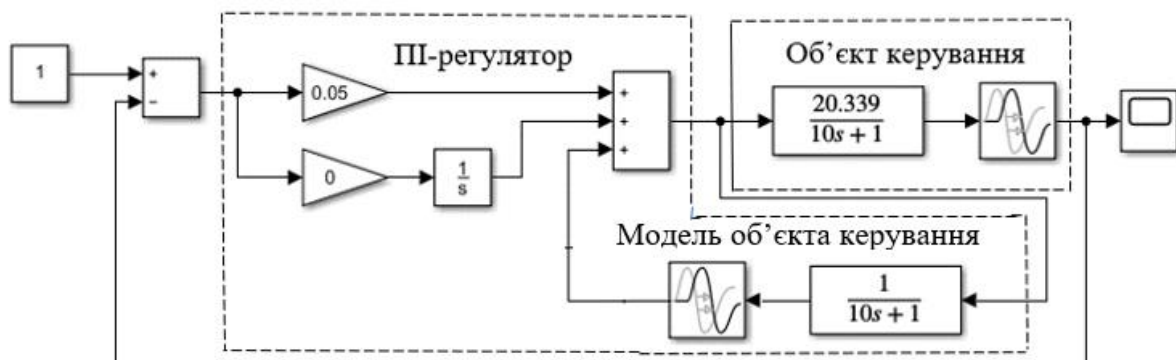 ПІ-регулятор
Об’єкт керування
1
+
−
0.05
+
+
+
20.339
10s + 1
0
1
s
Модель об’єкта керування
1
10s + 1